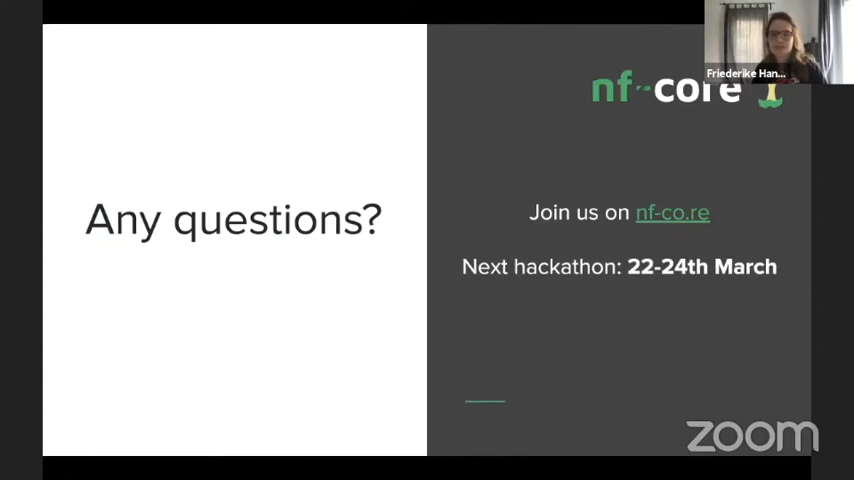 Friederike Han...
nf-core
Any questions?
Join us on nf-co.re
Next hackathon: 22-24th March
zoom